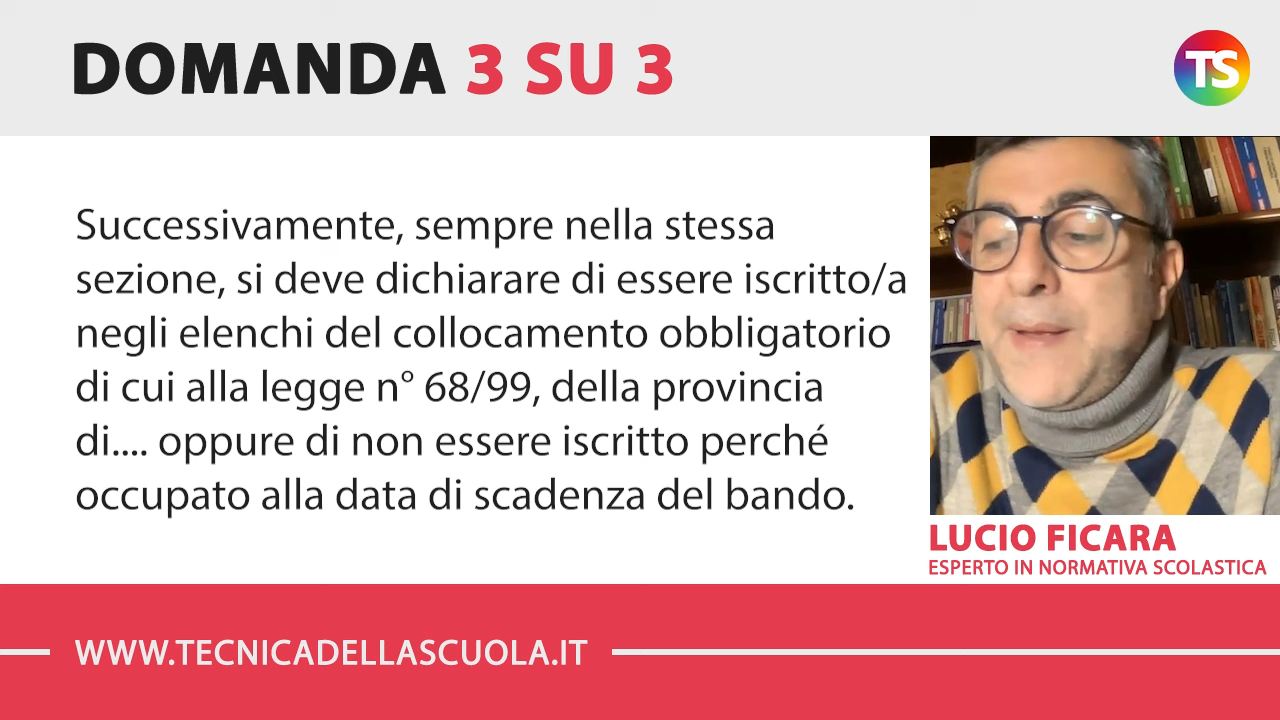 DOMANDA 3 SU 3
TS
Successivamente, sempre nella stessa
sezione, si deve dichiarare di essere iscritto/a
negli elenchi del collocamento obbligatorio
di cui alla legge n° 68/99, della provincia
di.... oppure di non essere iscritto perché
occupato alla data di scadenza del bando.
LUCIO FICARA
ESPERTO IN NORMATIVA SCOLASTICA
WWW.TECNICADELLASCUOLA.IT